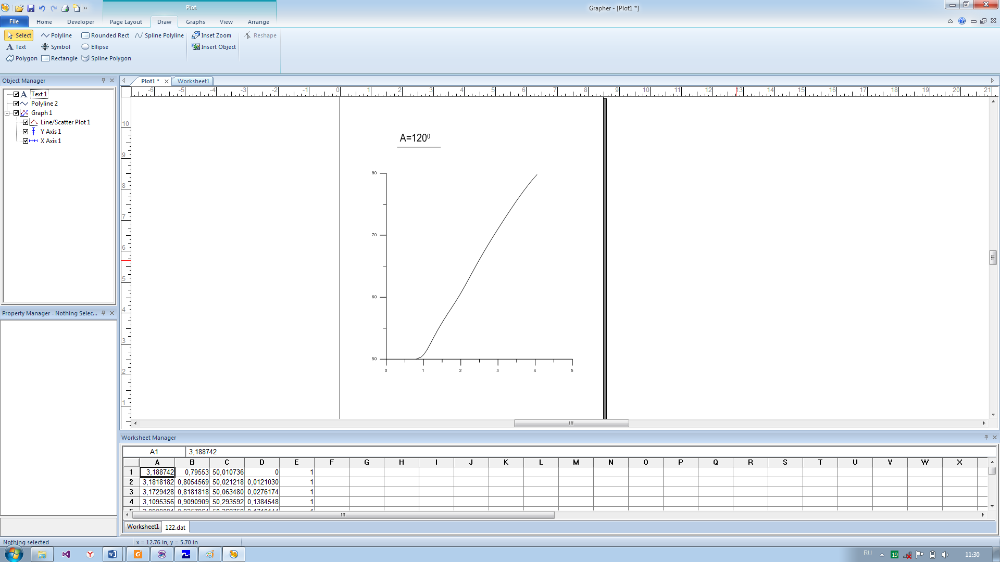 Plot
Grapher - [Plot1 *]
File Home Developer Page Layout Draw Graphs View Arrange
Select Polyline Rounded Rect Spline Polyline Inset Zoom Reshape
Text Symbol Ellipse Insert Object
Polygon Rectangle Spline Polygon
Object Manager
Plot1 * Worksheet1
Text 1
Polyline 2
Graph 1
Line/Scatter Plot 1
Y Axis 1
X Axis 1
-6 -5 -4 -3 -2 -1 0 1 2 3 4 5 6 7 8 9 10 11 12 13 14 15 16 17 18 19 20 21
10
9
8
7
6
5
4
3
2
1
A=120⁰
80
70
60
50
0 1 2 3 4 5
Property Manager - Nothing Selec...
Worksheet Manager
A1 3,188742
A B C D E F G H I J K L M N O P Q R S T U V W X
1 3,188742 0,79553 50,010736 0 1
2 3,1818182 0,8054569 50,021218 0,0121030 1
3 3,1729428 0,8181818 50,063480 0,0276174 1
4 3,1095356 0,9090909 50,293592 0,1384548 1
Worksheet1 122.dat
Nothing selected x = 12.76 in, y = 5.70 in
RU 19 11:30